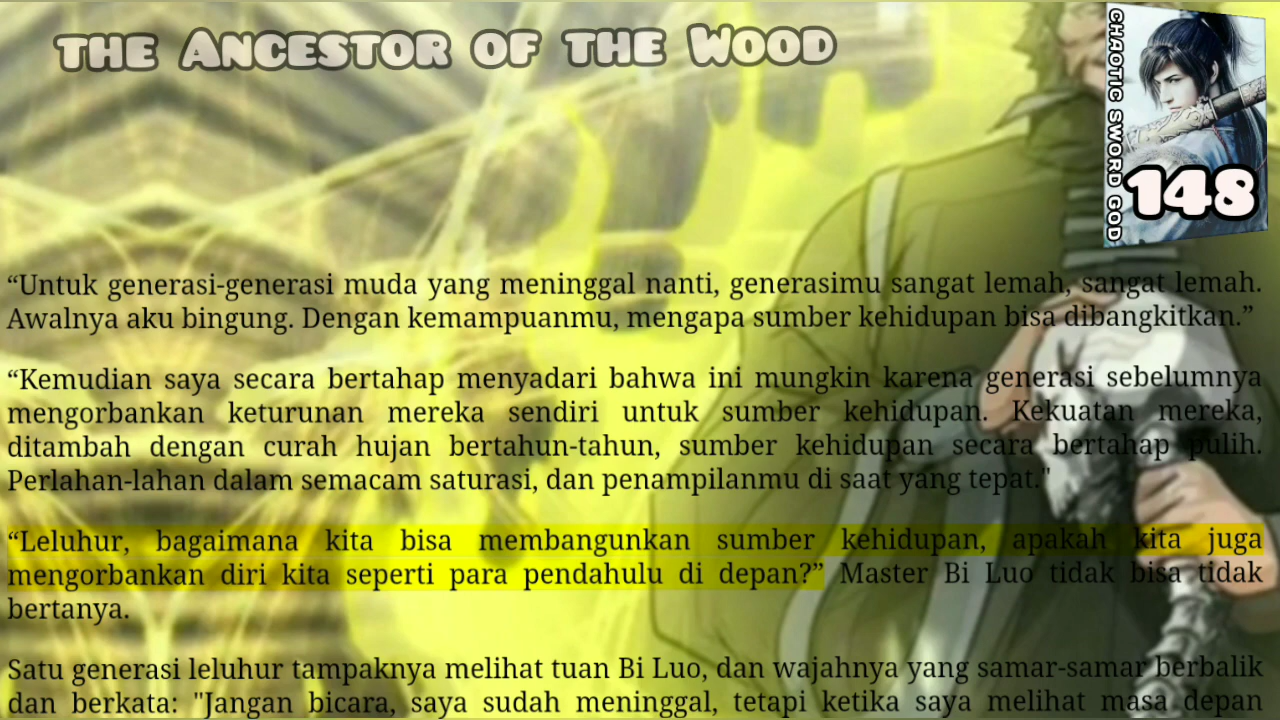 THE ANCESTOR OF THE WOOD
CHAOTIC SWORD GOD
148
“Untuk generasi-generasi muda yang meninggal nanti, generasimu sangat lemah, sangat lemah.
Awalnya aku bingung. Dengan kemampuanmu, mengapa sumber kehidupan bisa dibangkitkan.”
“Kemudian saya secara bertahap menyadari bahwa ini mungkin karena generasi sebelumnya
mengorbankan keturunan mereka sendiri untuk sumber kehidupan. Kekuatan mereka,
ditambah dengan curah hujan bertahun-tahun, sumber kehidupan secara bertahap pulih.
Perlahan-lahan dalam semacam saturasi, dan penampilanmu di saat yang tepat."
“Leluhur, bagaimana kita bisa membangunkan sumber kehidupan, apakah kita juga
mengorbankan diri kita seperti para pendahulu di depan?” Master Bi Luo tidak bisa tidak
bertanya.
Satu generasi leluhur tampaknya melihat tuan Bi Luo, dan wajahnya yang samar-samar berbalik
dan berkata: "Jangan bicara, saya sudah meninggal, tetapi ketika saya melihat masa depan